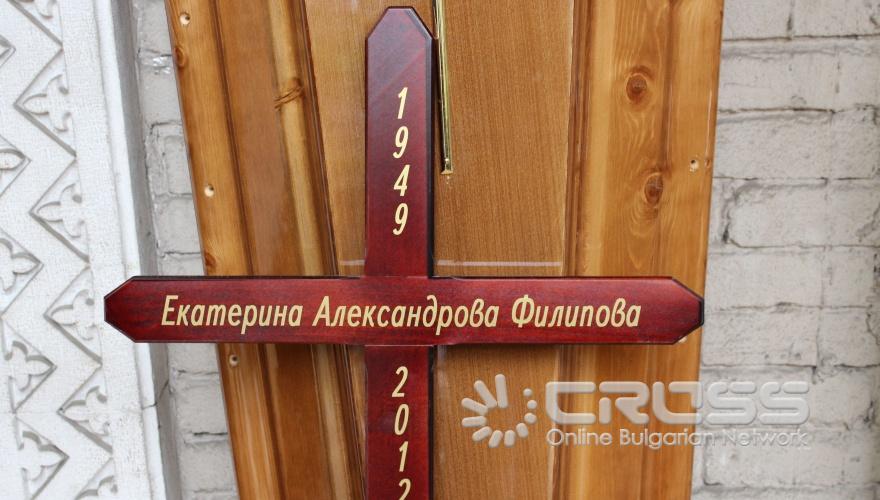 1949
Екатерина Александрова Филипова
2012
CROSS
Online Bulgarian Network